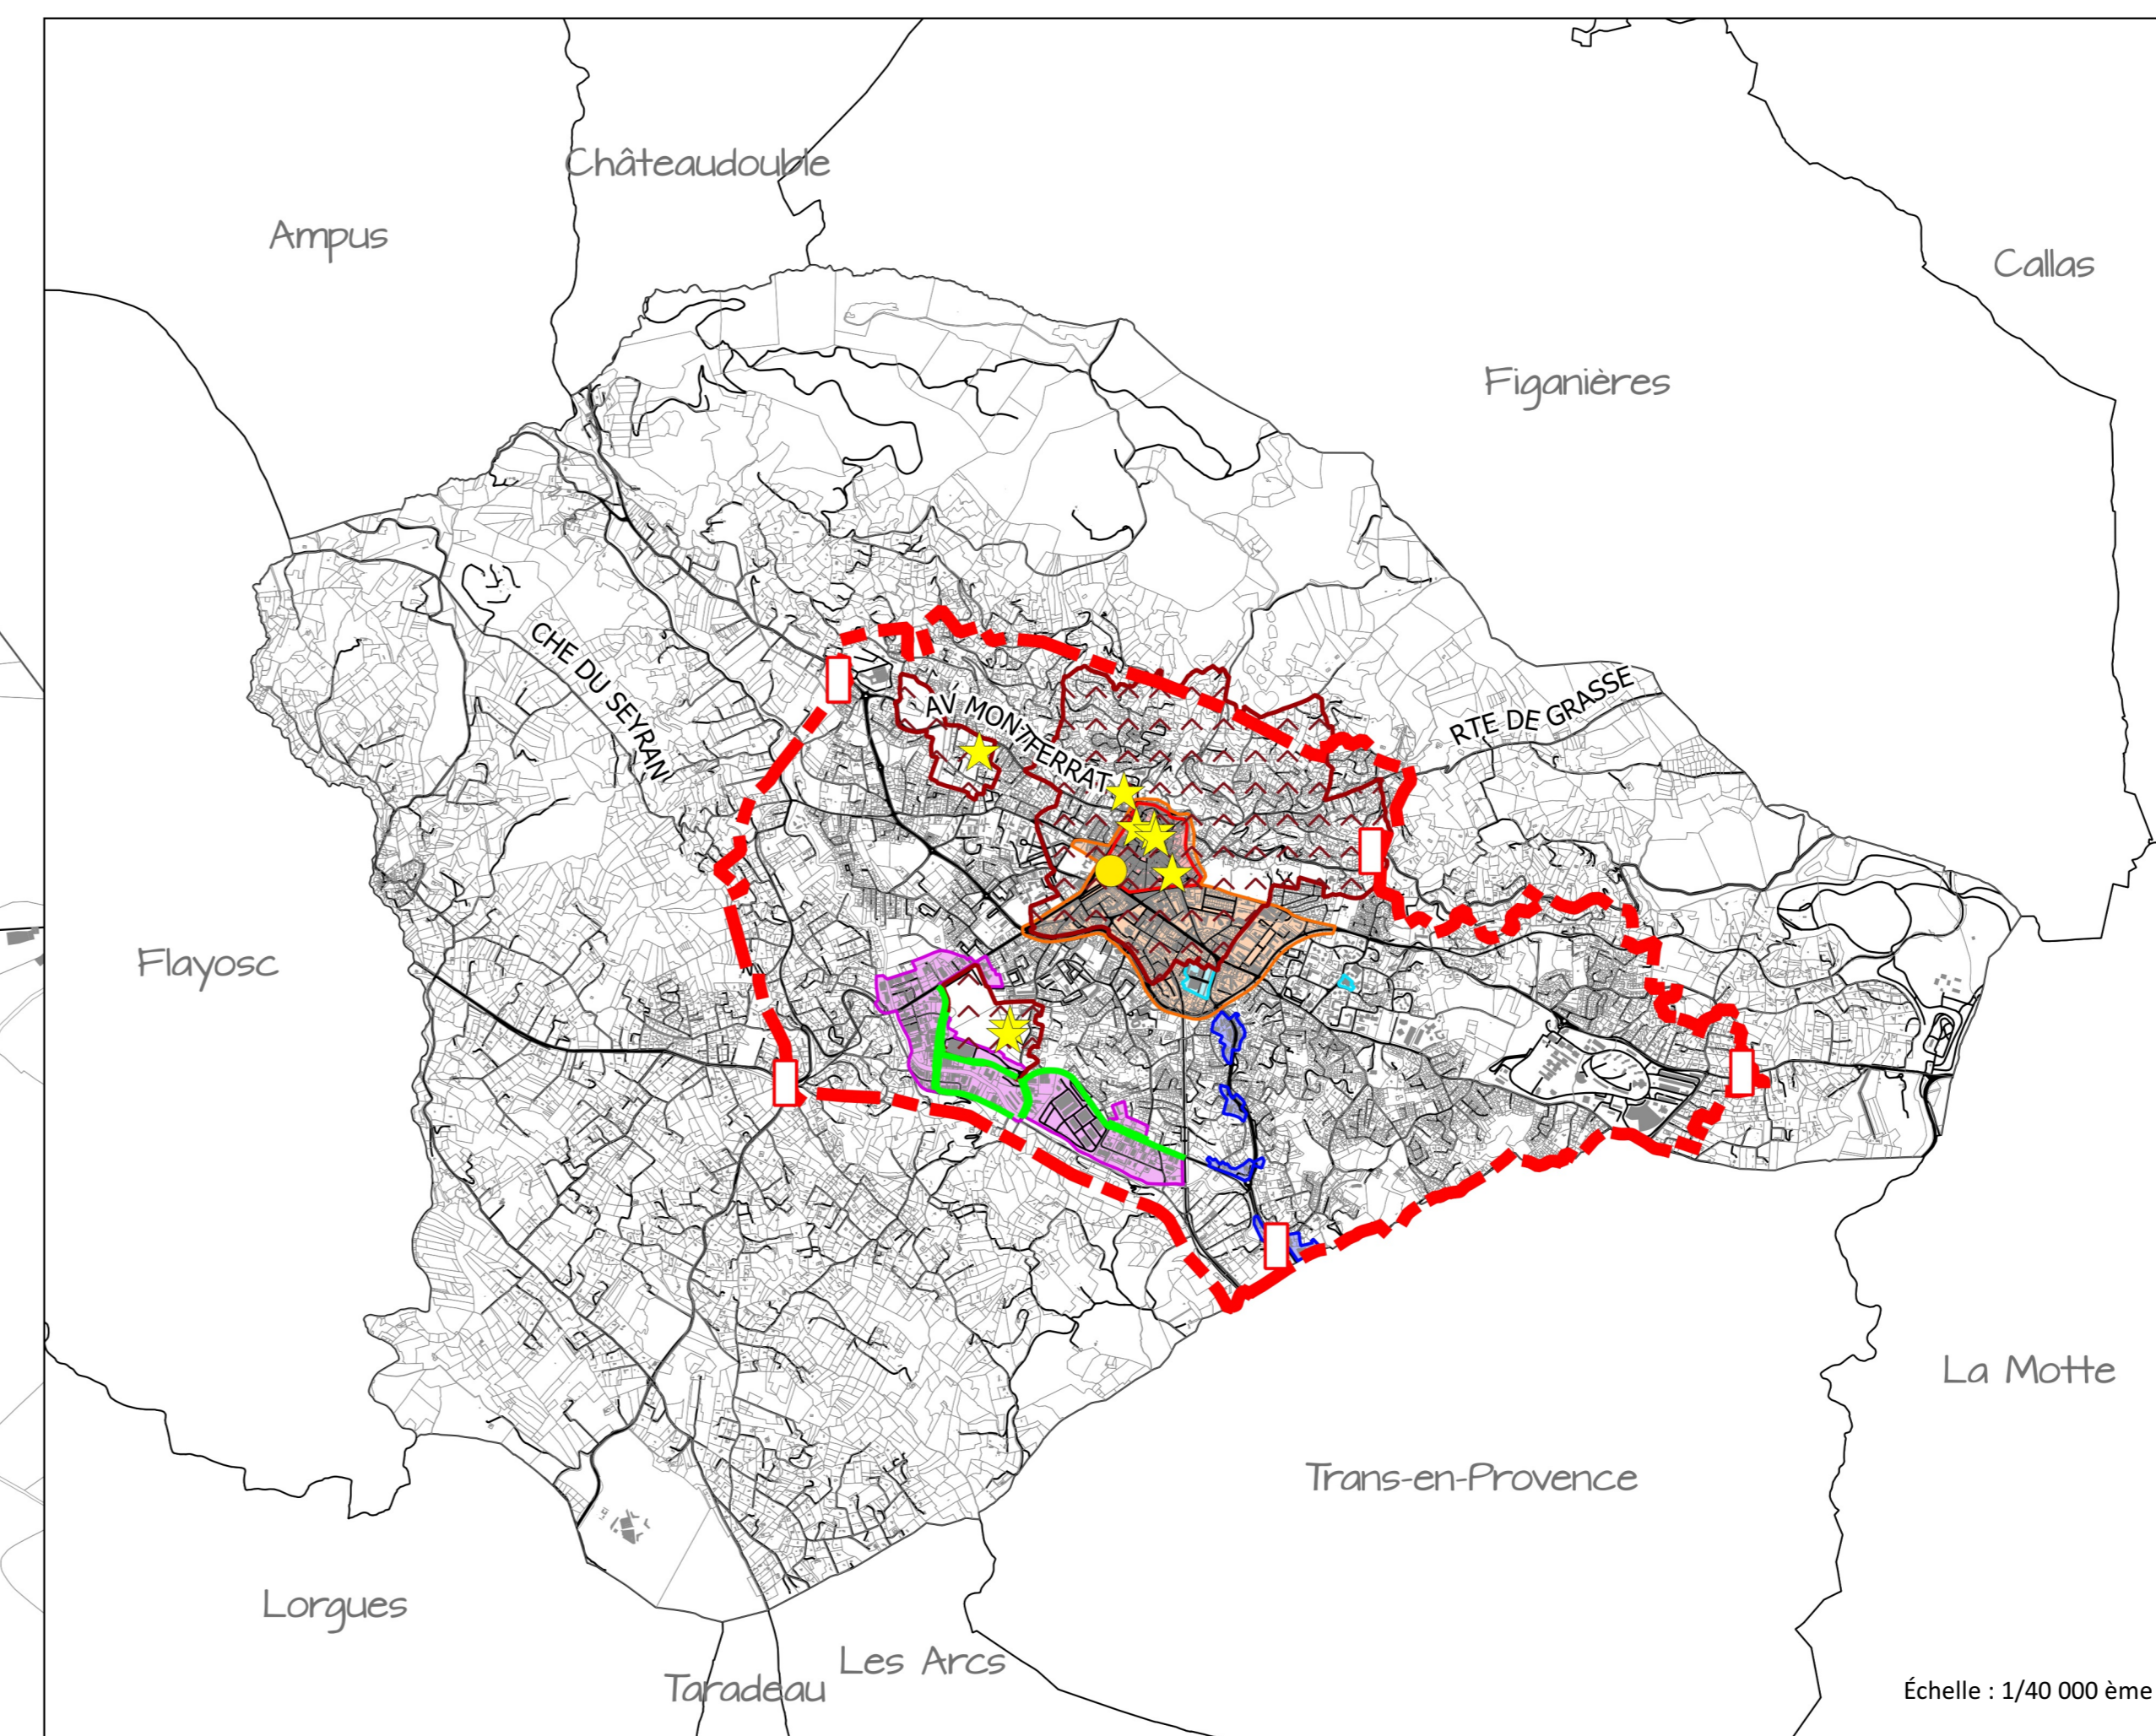 Châteaudouble
Ampus
Callas
Figanières
CHE DU SEYRAN
AV MONTFERRAT
RTE DE GRASSE
Flayosc
La Motte
Trans-en-Provence
Lorgues
Les Arcs
Taradeau
Échelle : 1/40 000 ème